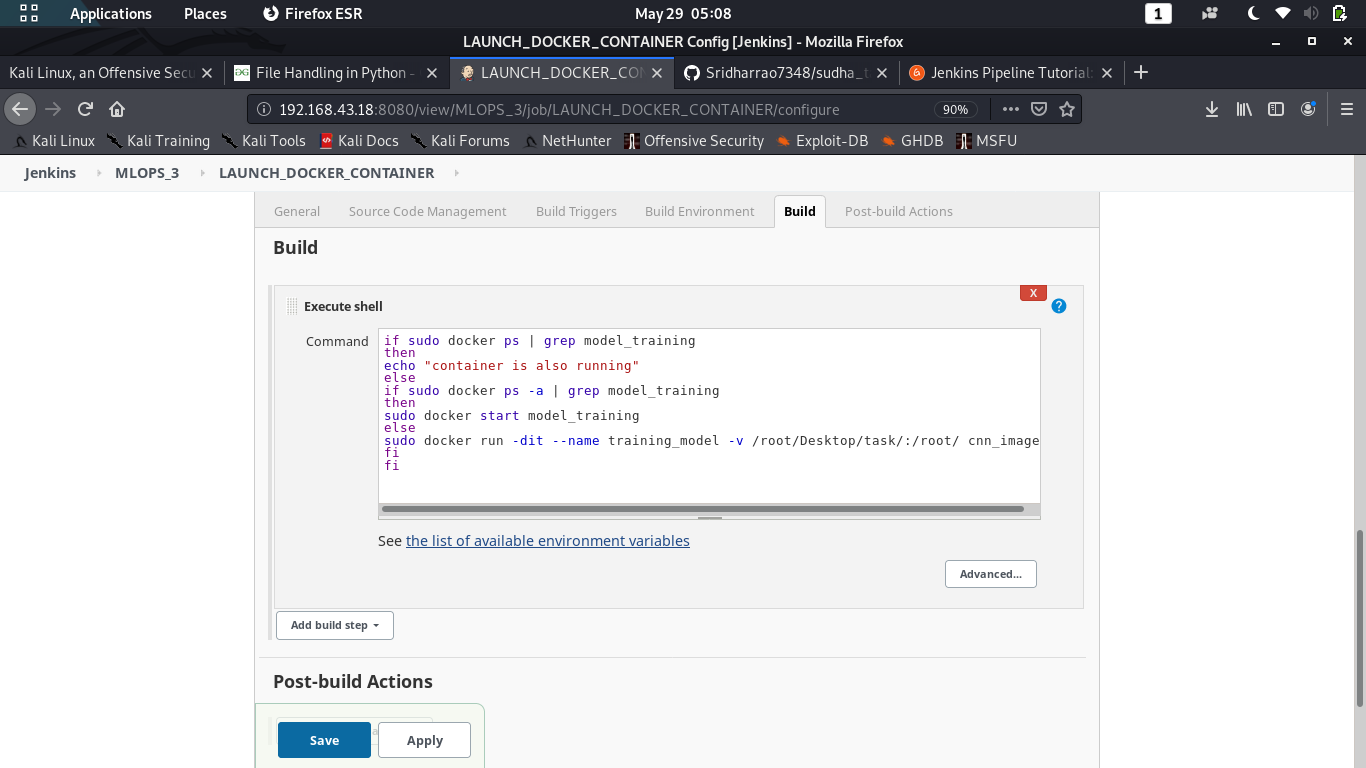 Applications Places Firefox ESR May 29 05:08 1
LAUNCH_DOCKER_CONTAINER Config [Jenkins] - Mozilla Firefox
Kali Linux, an Offensive Secu File Handling in Python - LAUNCH_DOCKER_CON Sridharrao7348/sudha_t Jenkins Pipeline Tutorial:
192.168.43.18:8080/view/MLOPS_3/job/LAUNCH_DOCKER_CONTAINER/configure 90%
Kali Linux Kali Training Kali Tools Kali Docs Kali Forums NetHunter Offensive Security Exploit-DB GHDB MSFU
Jenkins MLOPS_3 LAUNCH_DOCKER_CONTAINER
General Source Code Management Build Triggers Build Environment Build Post-build Actions
Build
Execute shell X ?
Command
if sudo docker ps | grep model_training
then
echo "container is also running"
else
if sudo docker ps -a | grep model_training
then
sudo docker start model_training
else
sudo docker run -dit --name training_model -v /root/Desktop/task/:/root/ cnn_image
fi
fi
See the list of available environment variables
Advanced...
Add build step
Post-build Actions
Save Apply